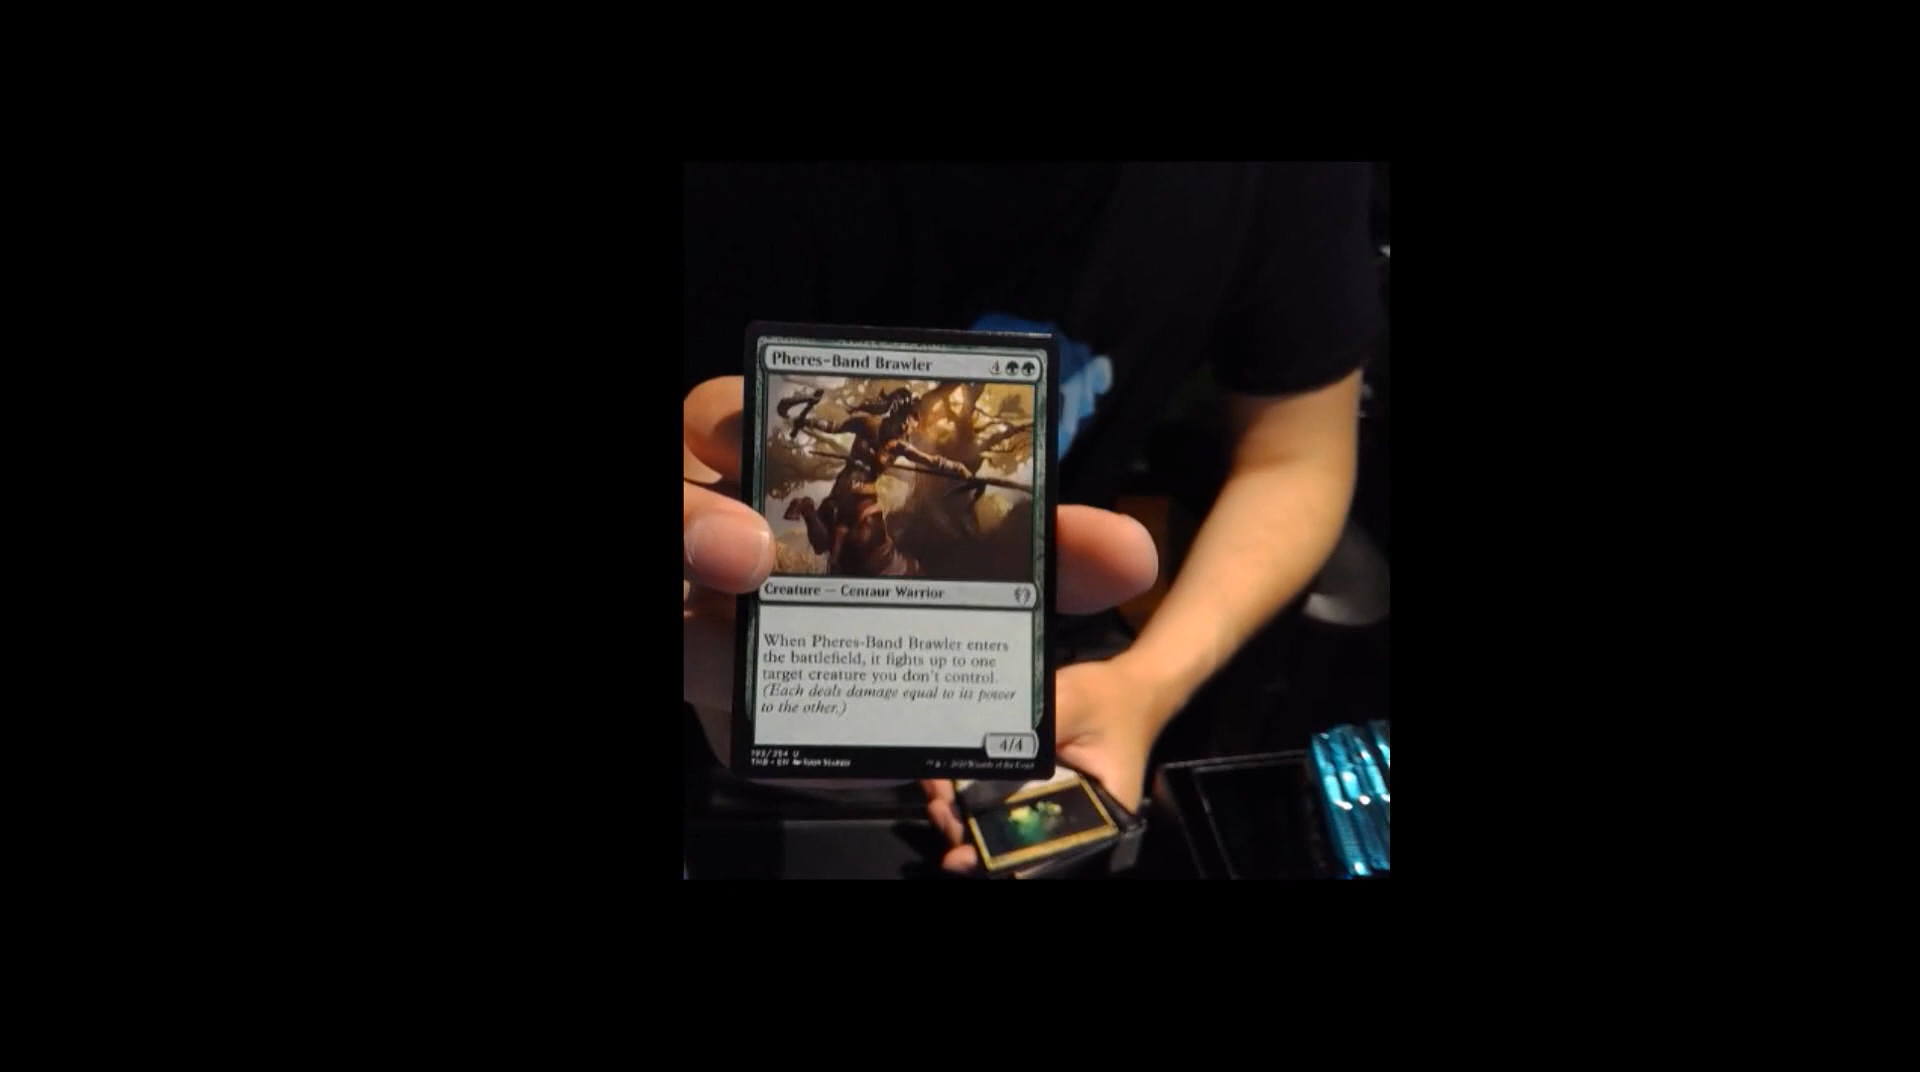 Pheres-Band Brawler 4
Creature — Centaur Warrior
When Pheres-Band Brawler enters
the battlefield, it fights up to one
target creature you don't control.
(Each deals damage equal to its power
to the other.)
4/4
THB • EN